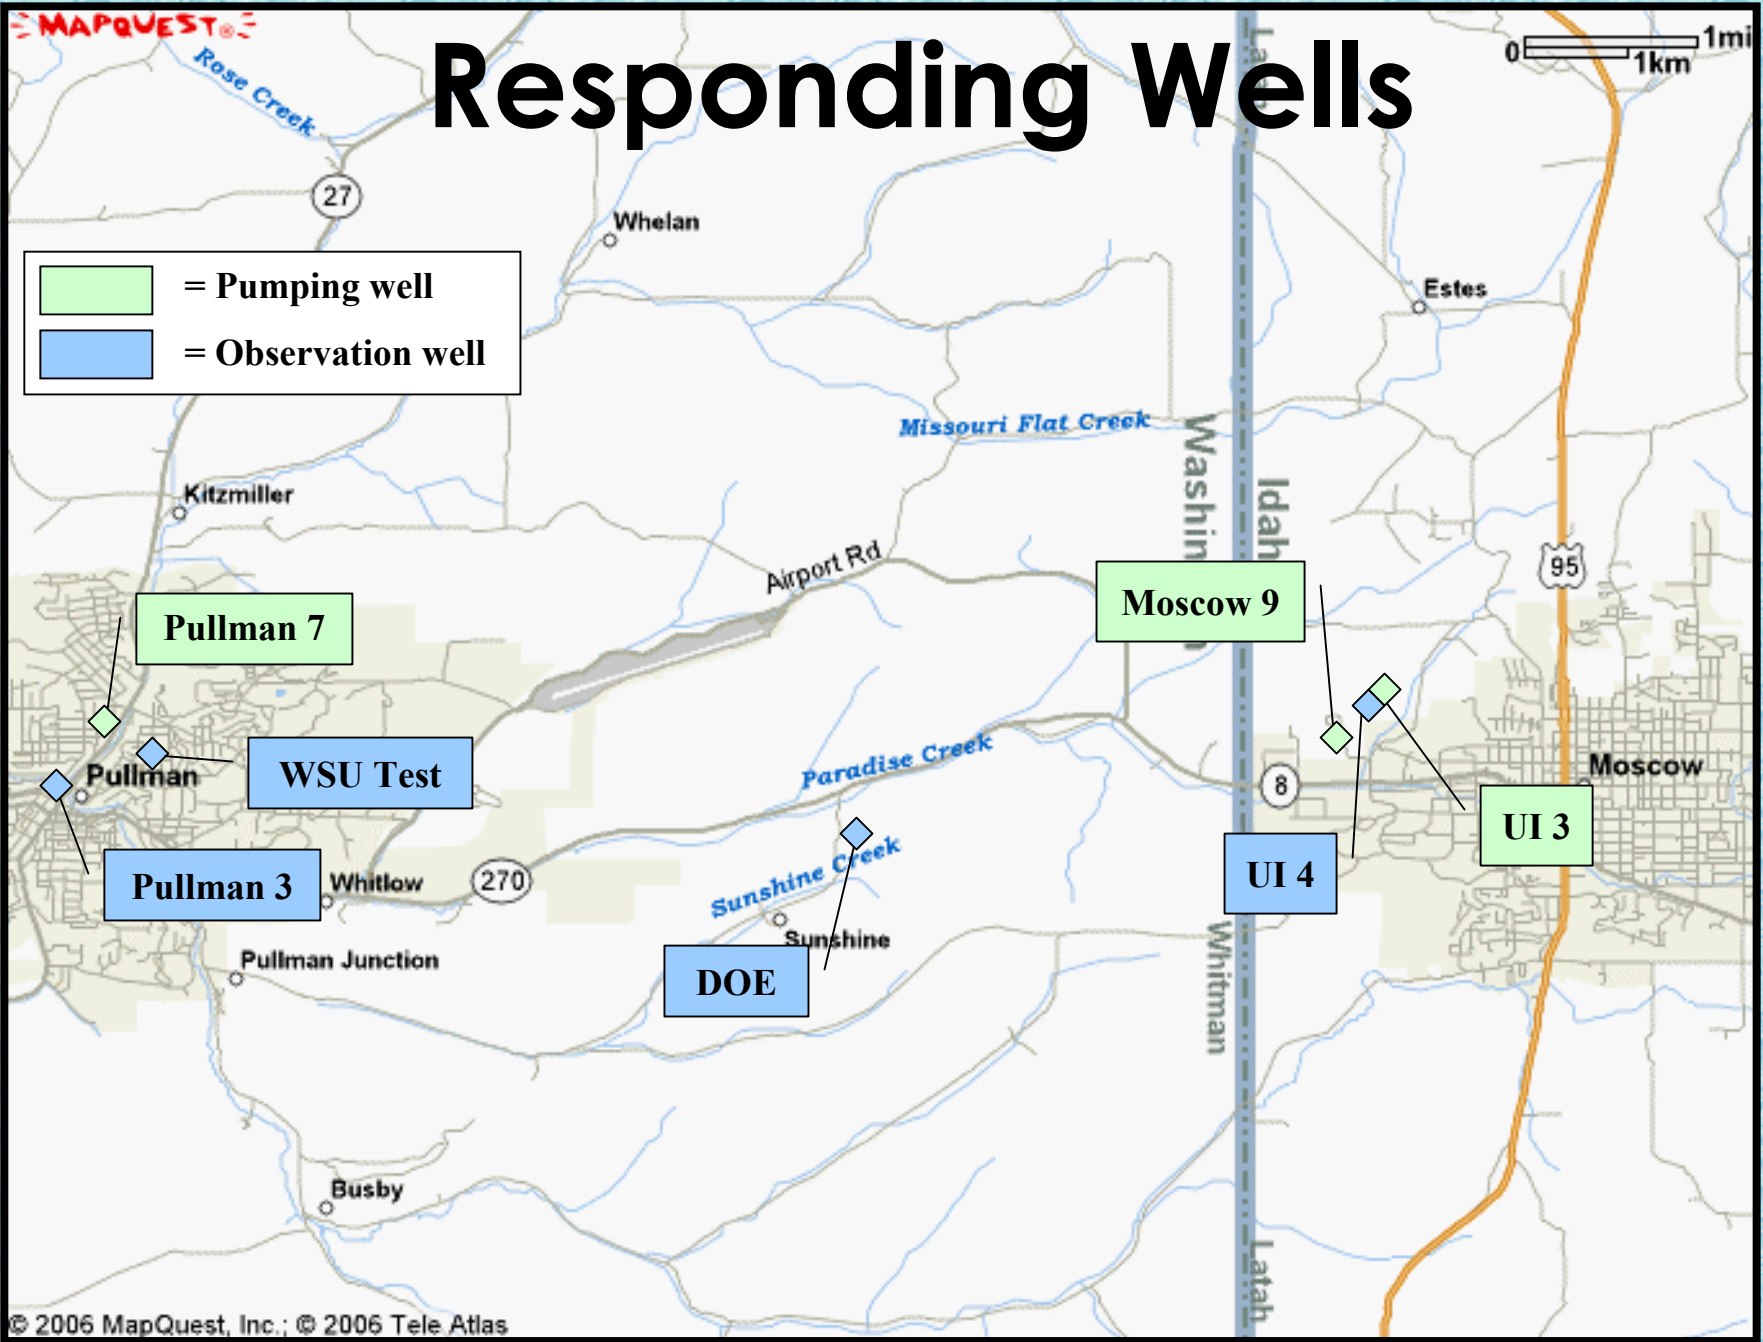 MAPQUEST®
Responding Wells
0
1mi
1km
Rose Creek
27
Whelan
= Pumping well
= Observation well
Estes
Missouri Flat Creek
Washin
Idah
Kitzmiller
Airport Rd
95
Pullman 7
Moscow 9
Pullman
WSU Test
Paradise Creek
8
Moscow
UI 3
UI 4
Sunshine Creek
Pullman 3
Whitlow
270
Sunshine
DOE
Pullman Junction
Whitman
Busby
Latah
© 2006 MapQuest, Inc.; © 2006 Tele Atlas